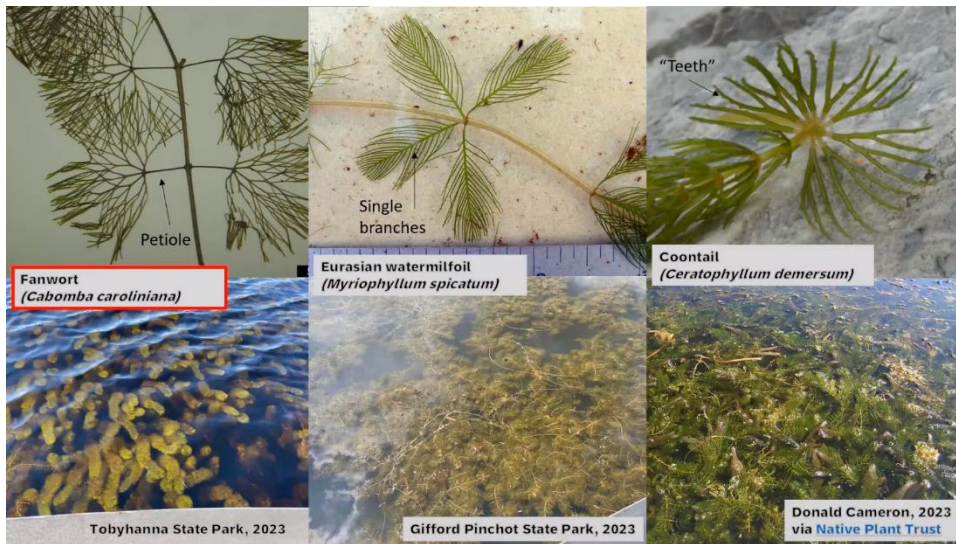 "Teeth"
Petiole
Single
branches
Fanwort
(Cabomba caroliniana)
Eurasian watermilfoil
(Myriophyllum spicatum)
Coontail
(Ceratophyllum demersum)
Tobyhanna State Park, 2023
Gifford Pinchot State Park, 2023
Donald Cameron, 2023
via Native Plant Trust